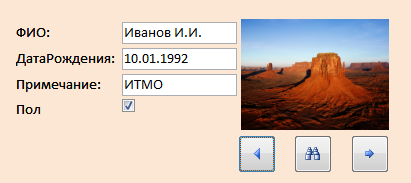 ФИО: Иванов И.И.
ДатаРождения: 10.01.1992
Примечание: ИТМО
Пол